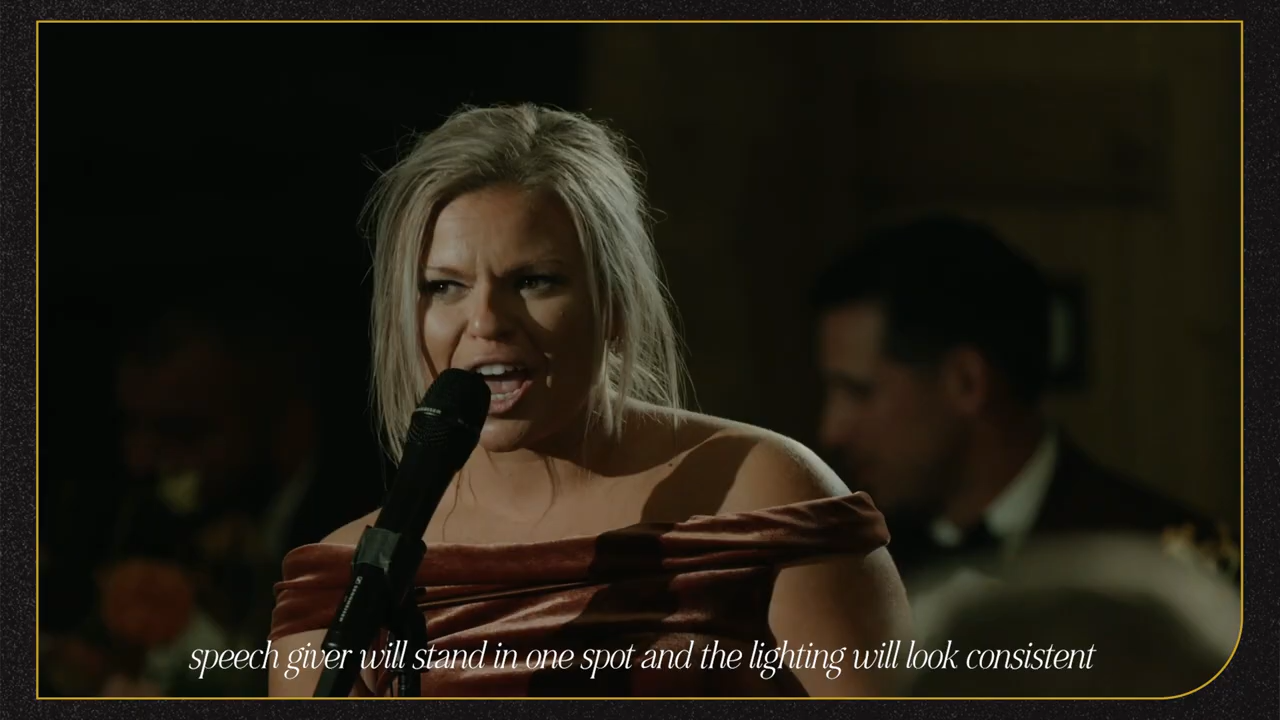 speech giver will stand in one spot and the lighting will look consistent